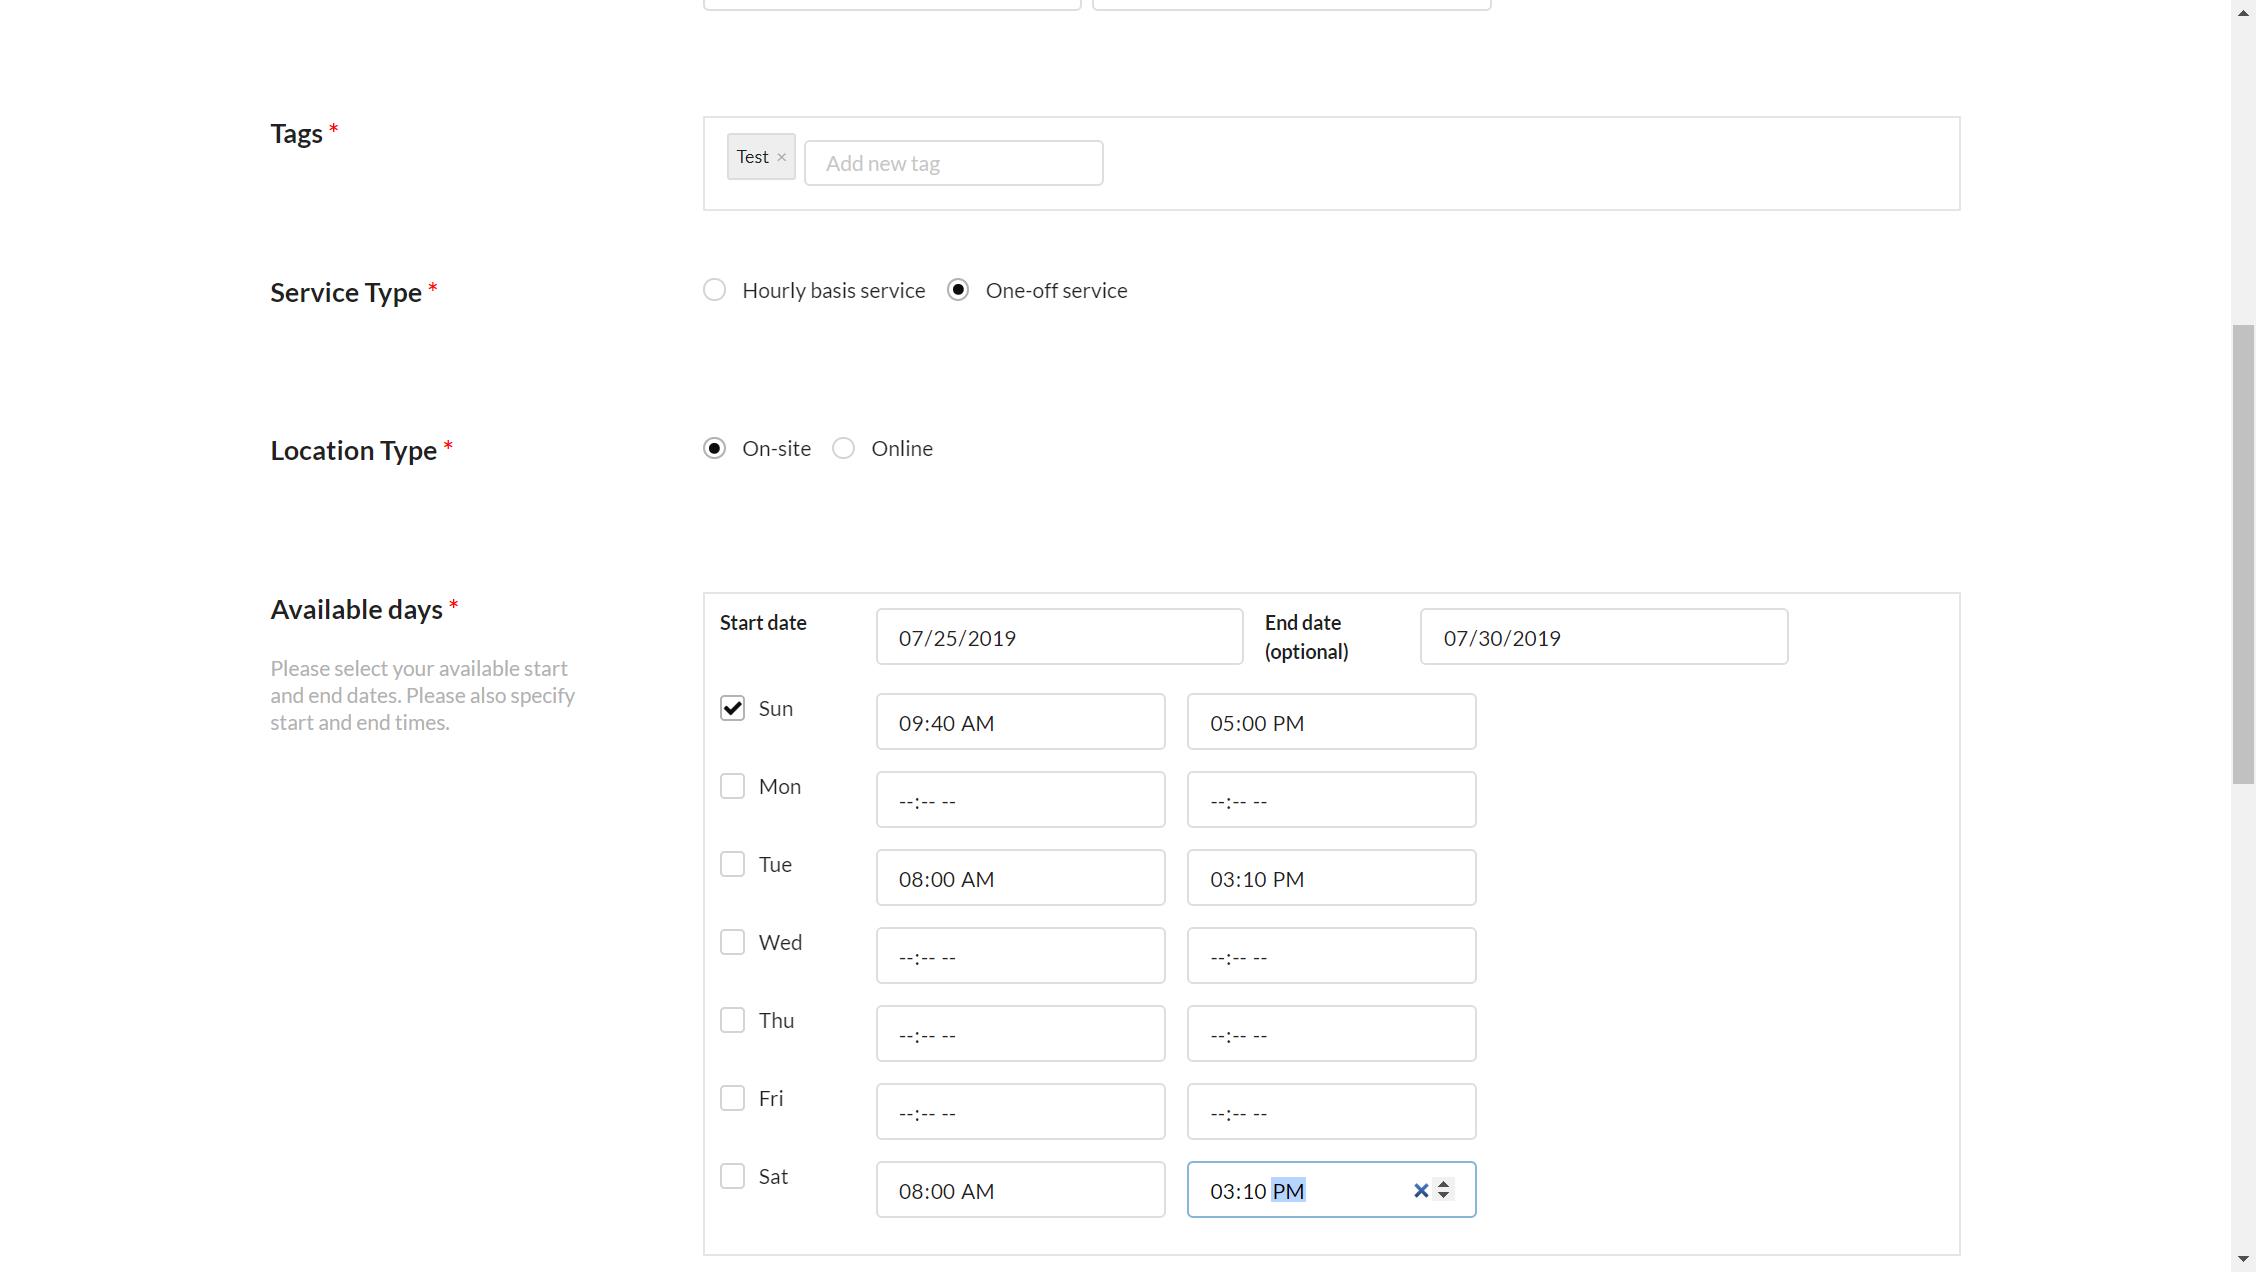 Tags *
Test ×
Add new tag
Service Type *
Hourly basis service
One-off service
Location Type *
On-site
Online
Available days *
Please select your available start
and end dates. Please also specify
start and end times.
Start date
07/25/2019
End date
(optional)
07/30/2019
Sun
09:40 AM
05:00 PM
Mon
--:-- --
--:-- --
Tue
08:00 AM
03:10 PM
Wed
--:-- --
--:-- --
Thu
--:-- --
--:-- --
Fri
--:-- --
--:-- --
Sat
08:00 AM
03:10 PM